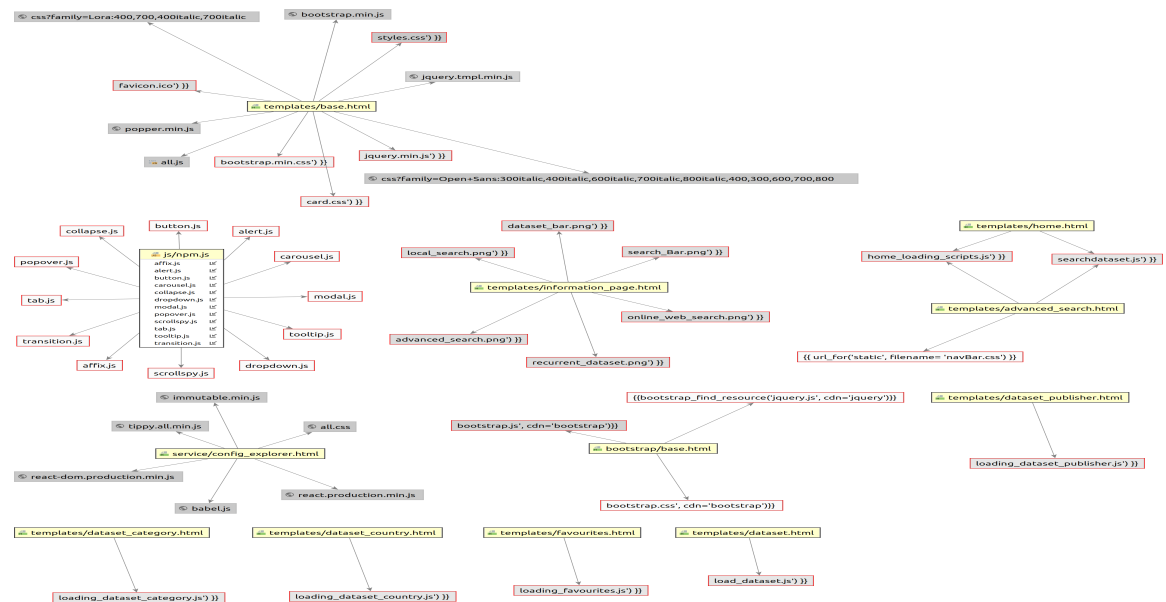 css?family=Lora:400,700,400italic,700italic
bootstrap.min.js
styles.css') }}
jquery.tmpl.min.js
favicon.ico') }}
templates/base.html
popper.min.js
all.js
bootstrap.min.css') }}
jquery.min.js') }}
css?family=Open+Sans:300italic,400italic,600italic,700italic,800italic,400,300,600,700,800
card.css') }}
button.js
collapse.js
alert.js
js/npm.js
affix.js
alert.js
button.js
carousel.js
collapse.js
dropdown.js
modal.js
popover.js
scrollspy.js
tab.js
tooltip.js
transition.js
popover.js
carousel.js
tab.js
modal.js
transition.js
tooltip.js
affix.js
scrollspy.js
dropdown.js
dataset_bar.png') }}
local_search.png') }}
search_Bar.png') }}
templates/information_page.html
online_web_search.png') }}
advanced_search.png') }}
recurrent_dataset.png') }}
templates/home.html
home_loading_scripts.js') }}
searchdataset.js') }}
templates/advanced_search.html
{{ url_for('static', filename= 'navBar.css') }}
immutable.min.js
tippy.all.min.js
all.css
service/config_explorer.html
react-dom.production.min.js
react.production.min.js
babel.js
{{bootstrap_find_resource('jquery.js', cdn='jquery')}}
bootstrap.js', cdn='bootstrap')}}
bootstrap/base.html
bootstrap.css', cdn='bootstrap')}}
templates/dataset_publisher.html
loading_dataset_publisher.js') }}
templates/dataset_category.html
loading_dataset_category.js') }}
templates/dataset_country.html
loading_dataset_country.js') }}
templates/favourites.html
loading_favourites.js') }}
templates/dataset.html
load_dataset.js') }}